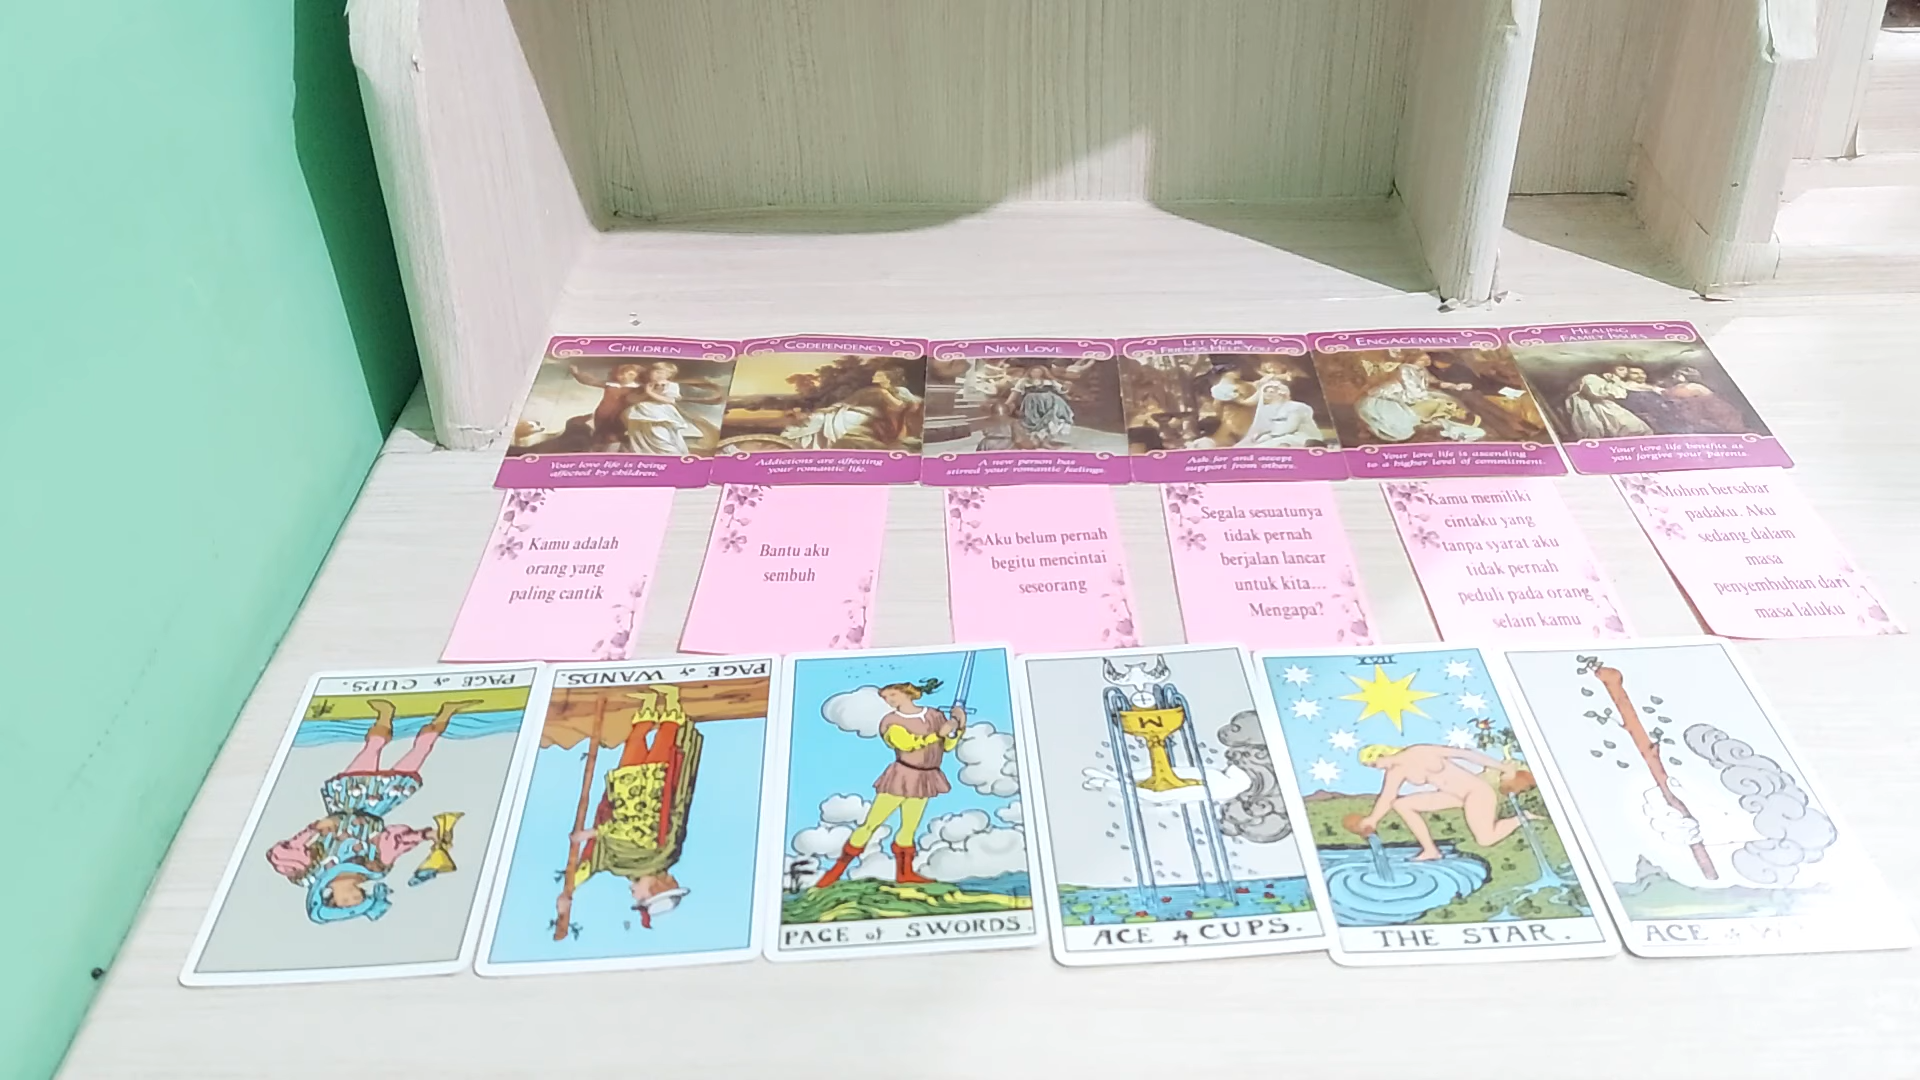 CHILDREN
Your love life is being
affected by children.
CODEPENDENCY
Addictions are affecting
your romantic life.
NEW LOVE
A new person has
stirred your romantic feelings.
LET YOUR
FRIENDS HELP YOU
Ask for and accept
support from others.
ENGAGEMENT
Your love life is ascending
to a higher level of commitment.
HEALING
FAMILY ISSUES
Your love life benefits as
you forgive your parents.
Kamu adalah
orang yang
paling cantik
Bantu aku
sembuh
Aku belum pernah
begitu mencintai
seseorang
Segala sesuatunya
tidak pernah
berjalan lancar
untuk kita...
Mengapa?
Kamu memiliki
cintaku yang
tanpa syarat aku
tidak pernah
peduli pada orang
selain kamu
Mohon bersabar
padaku. Aku
sedang dalam
masa
penyembuhan dari
masa laluku
PAGE of CUPS.
PAGE of WANDS.
PAGE of SWORDS.
ACE of CUPS.
XVII
THE STAR.
ACE of